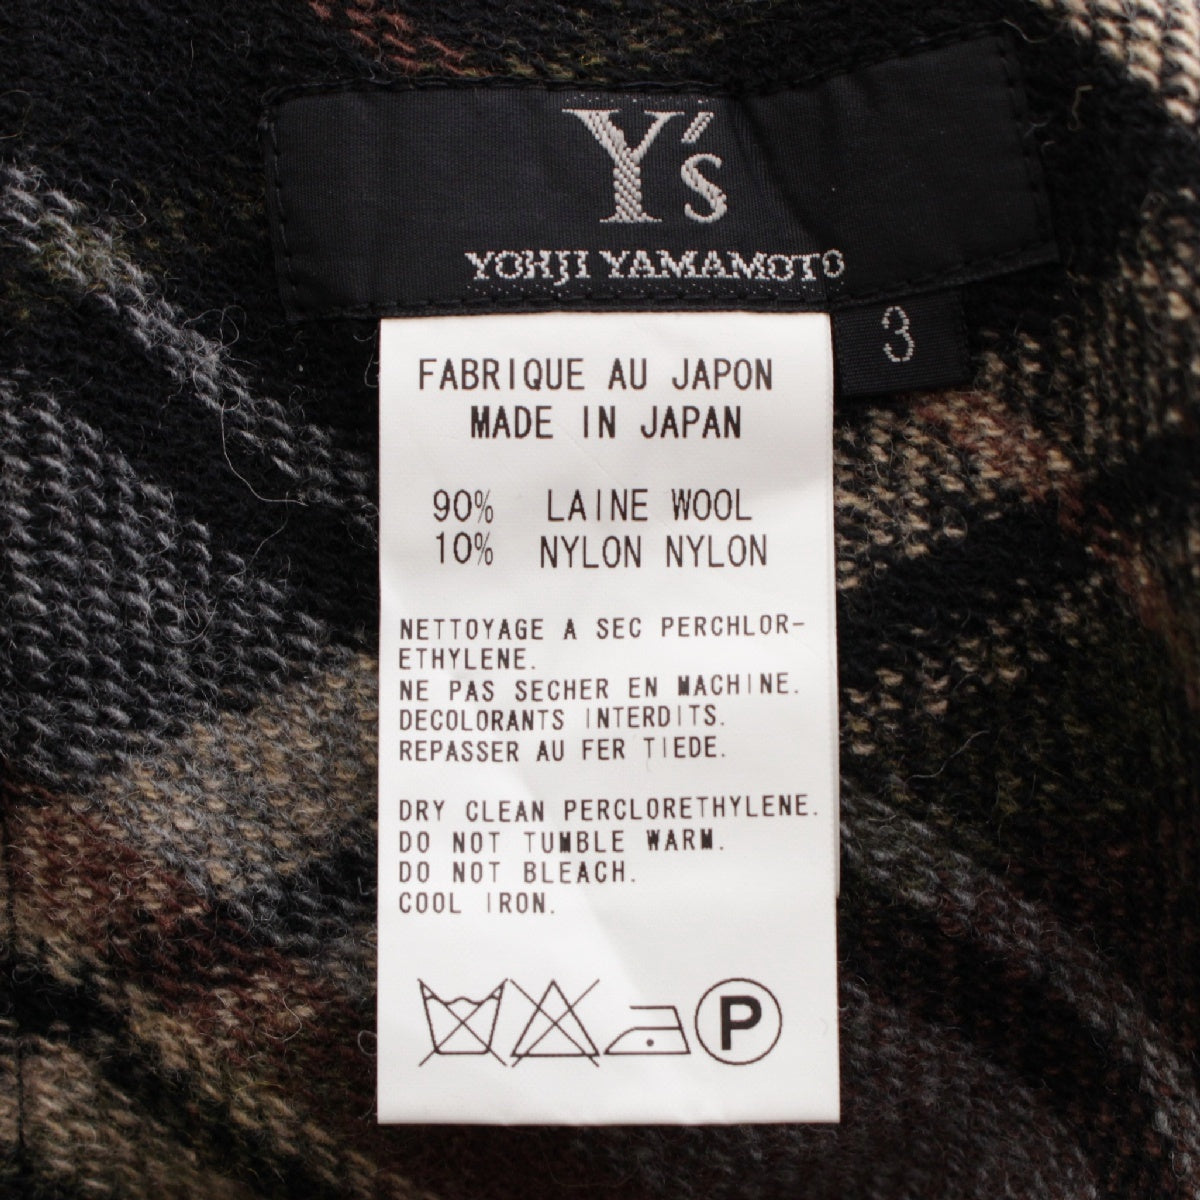 Y's
YOHJI YAMAMOTO
3
FABRIQUE AU JAPON
MADE IN JAPAN
90% LAINE WOOL
10% NYLON NYLON
NETTOYAGE A SEC PERCHLOR-
ETHYLENE.
NE PAS SECHER EN MACHINE.
DECOLORANTS INTERDITS.
REPASSER AU FER TIEDE.
DRY CLEAN PERCLORETHYLENE.
DO NOT TUMBLE WARM.
DO NOT BLEACH.
COOL IRON.
P